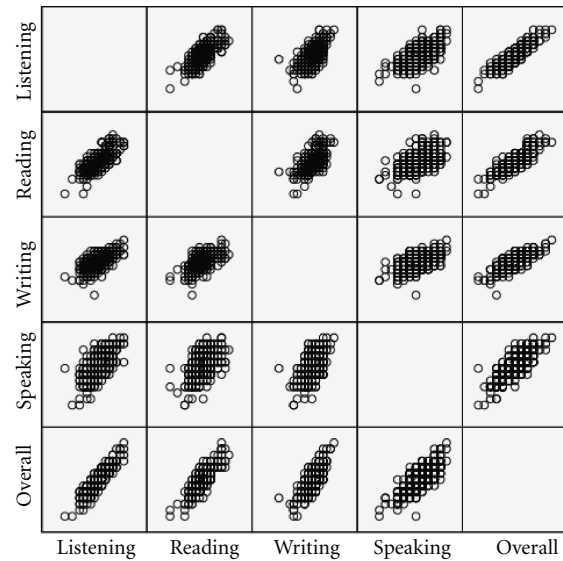 Listening
Reading
Writing
Speaking
Overall
Listening Reading Writing Speaking Overall